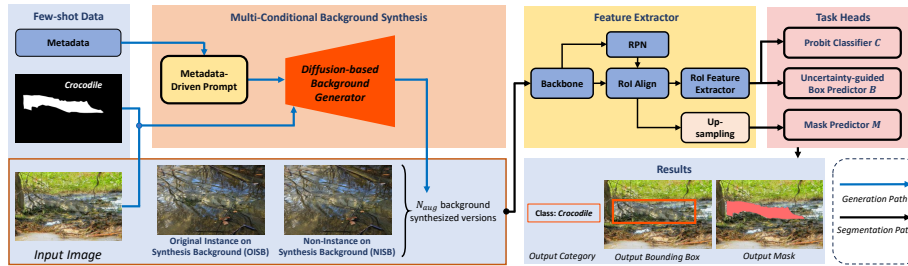 Few-shot Data
Metadata
Crocodile
Input Image
Multi-Conditional Background Synthesis
Metadata-
Driven Prompt
Diffusion-based
Background
Generator
Original Instance on
Synthesis Background (OISB)
Non-Instance on
Synthesis Background (NISB)
N_aug background
synthesized versions
Feature Extractor
RPN
Backbone
RoI Align
RoI Feature
Extractor
Up-
sampling
Task Heads
Probit Classifier C
Uncertainty-guided
Box Predictor B
Mask Predictor M
Results
Class: Crocodile
Output Category
Output Bounding Box
Output Mask
Generation Path
Segmentation Path